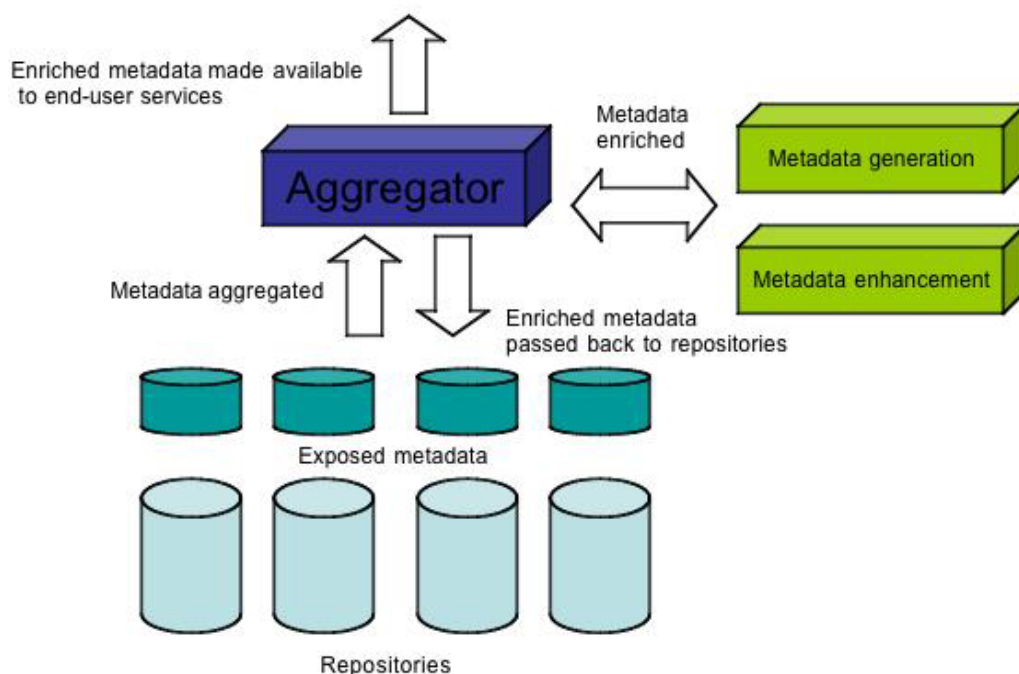 Enriched metadata made available
to end-user services
Metadata
enriched
Metadata generation
Aggregator
Metadata enhancement
Metadata aggregated
Enriched metadata
passed back to repositories
Exposed metadata
Repositories